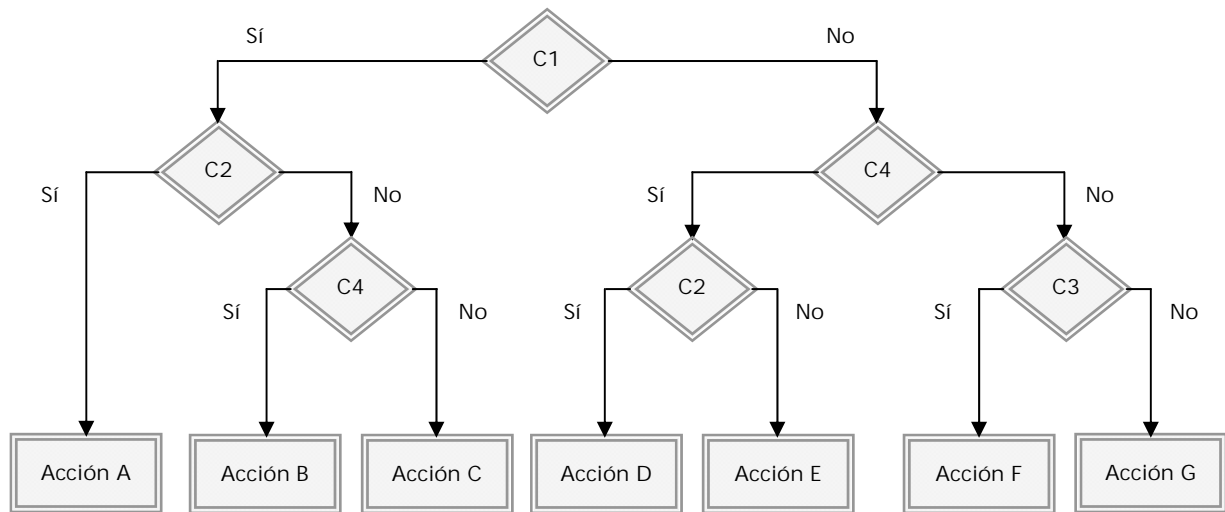 Sí
C1
No
C2
C4
Sí
No
Sí
No
C4
C2
C3
Sí
No
Sí
No
Sí
No
Acción A
Acción B
Acción C
Acción D
Acción E
Acción F
Acción G